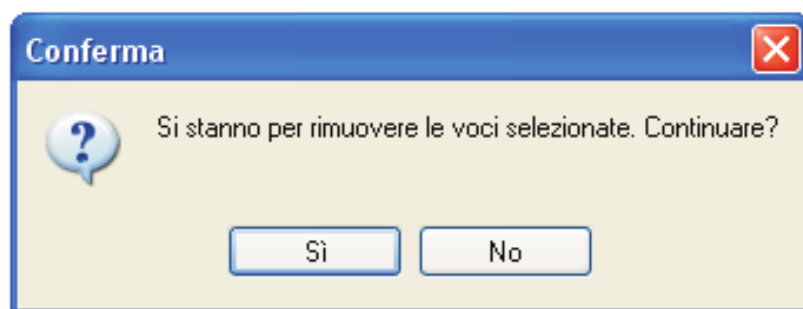 Conferma
Si stanno per rimuovere le voci selezionate. Continuare?
Sì
No